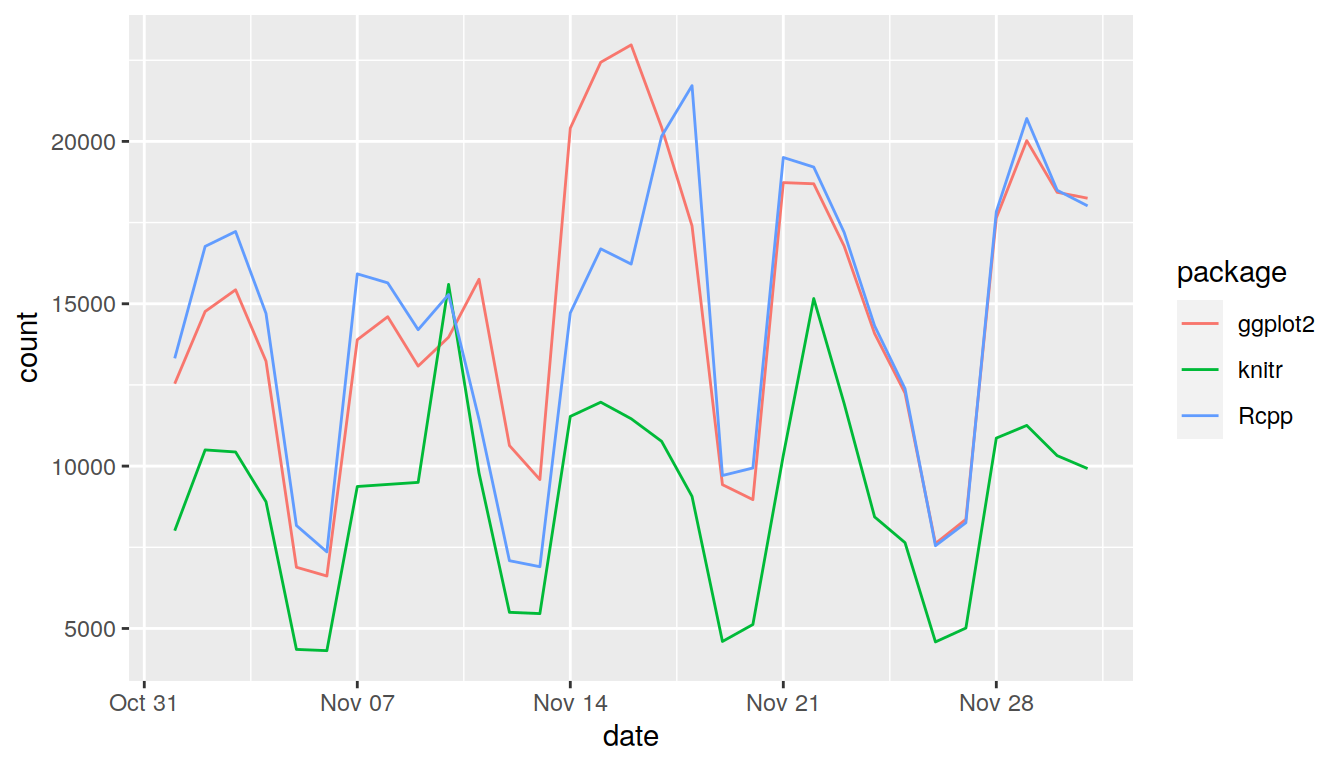 20000
15000
10000
5000
count
Oct 31 Nov 07 Nov 14 Nov 21 Nov 28
date
package
ggplot2
knitr
Rcpp